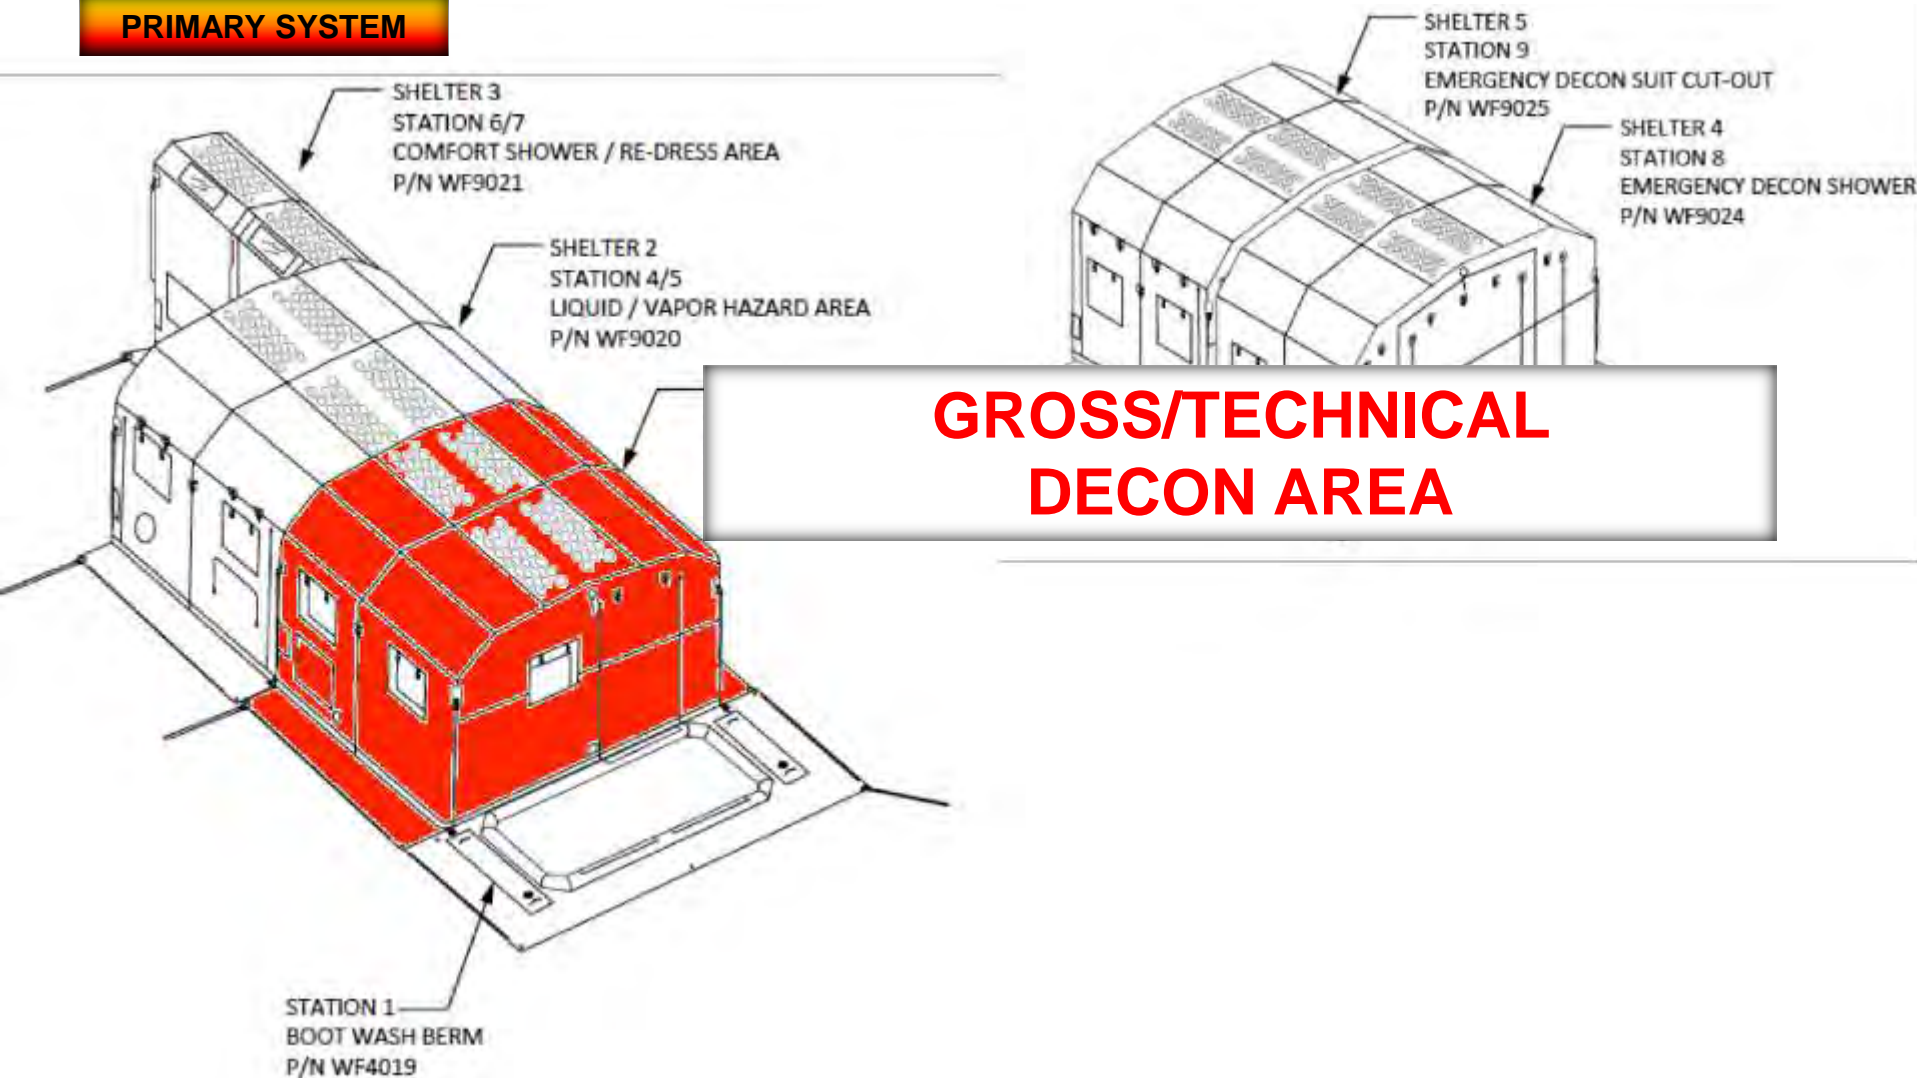 PRIMARY SYSTEM
SHELTER 3
STATION 6/7
COMFORT SHOWER / RE-DRESS AREA
P/N WF9021
SHELTER 2
STATION 4/5
LIQUID / VAPOR HAZARD AREA
P/N WF9020
SHELTER 5
STATION 9
EMERGENCY DECON SUIT CUT-OUT
P/N WF9025
SHELTER 4
STATION 8
EMERGENCY DECON SHOWER
P/N WF9024
GROSS/TECHNICAL
DECON AREA
STATION 1
BOOT WASH BERM
P/N WF4019